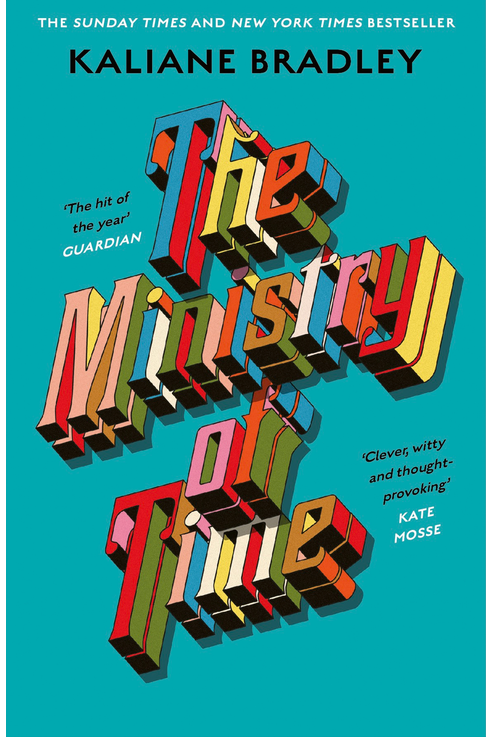 THE SUNDAY TIMES AND NEW YORK TIMES BESTSELLER
KALIANE BRADLEY
The
'The hit of
the year'
GUARDIAN
Ministry
of
'Clever, witty
and thought-
provoking'
KATE
MOSSE
Time